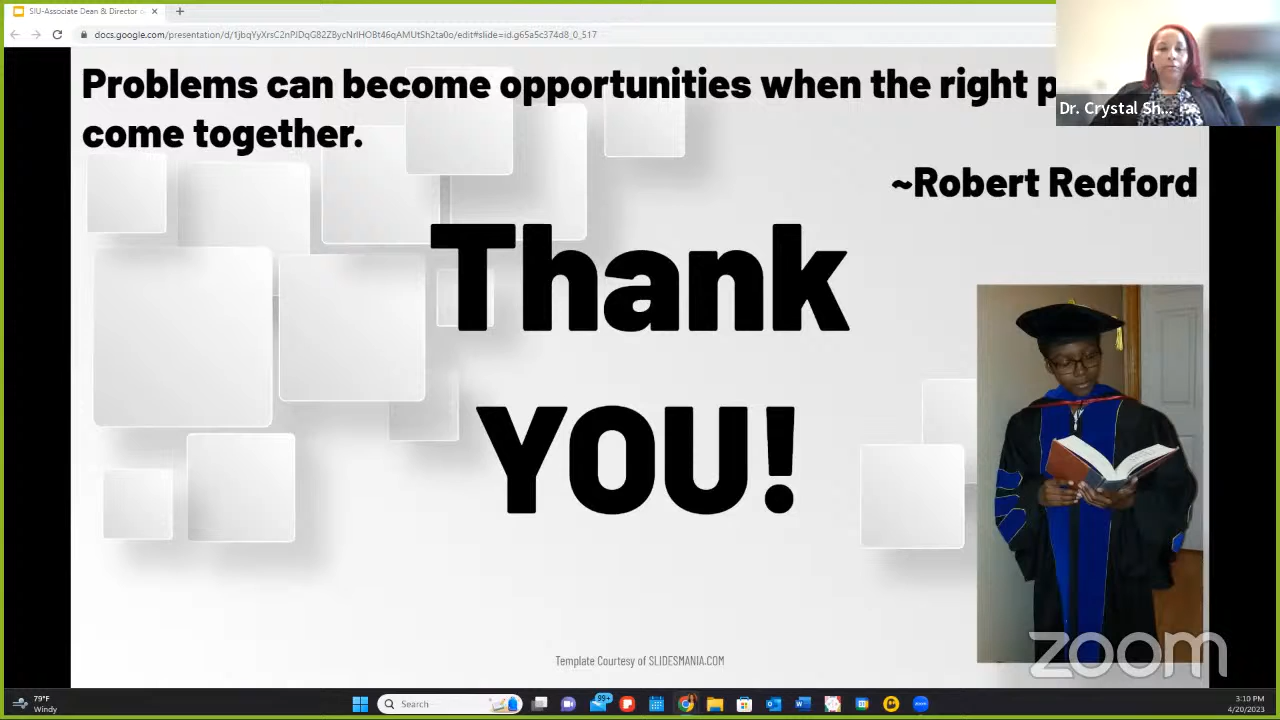 SIU-Associate Dean & Director
docs.google.com/presentation/d/1jbqYyXrsC2nPJDqG82ZBycNrlHOBt46qAMUtSh2ta0o/edit#slide=id.g65a5c374d8_0_517
Problems can become opportunities when the right
come together.
~Robert Redford
Dr. Crystal Sh...
Thank
YOU!
Template Courtesy of SLIDESMANIA.COM
zoom
79°F
Windy
Search
99+
3:10 PM
4/20/2023